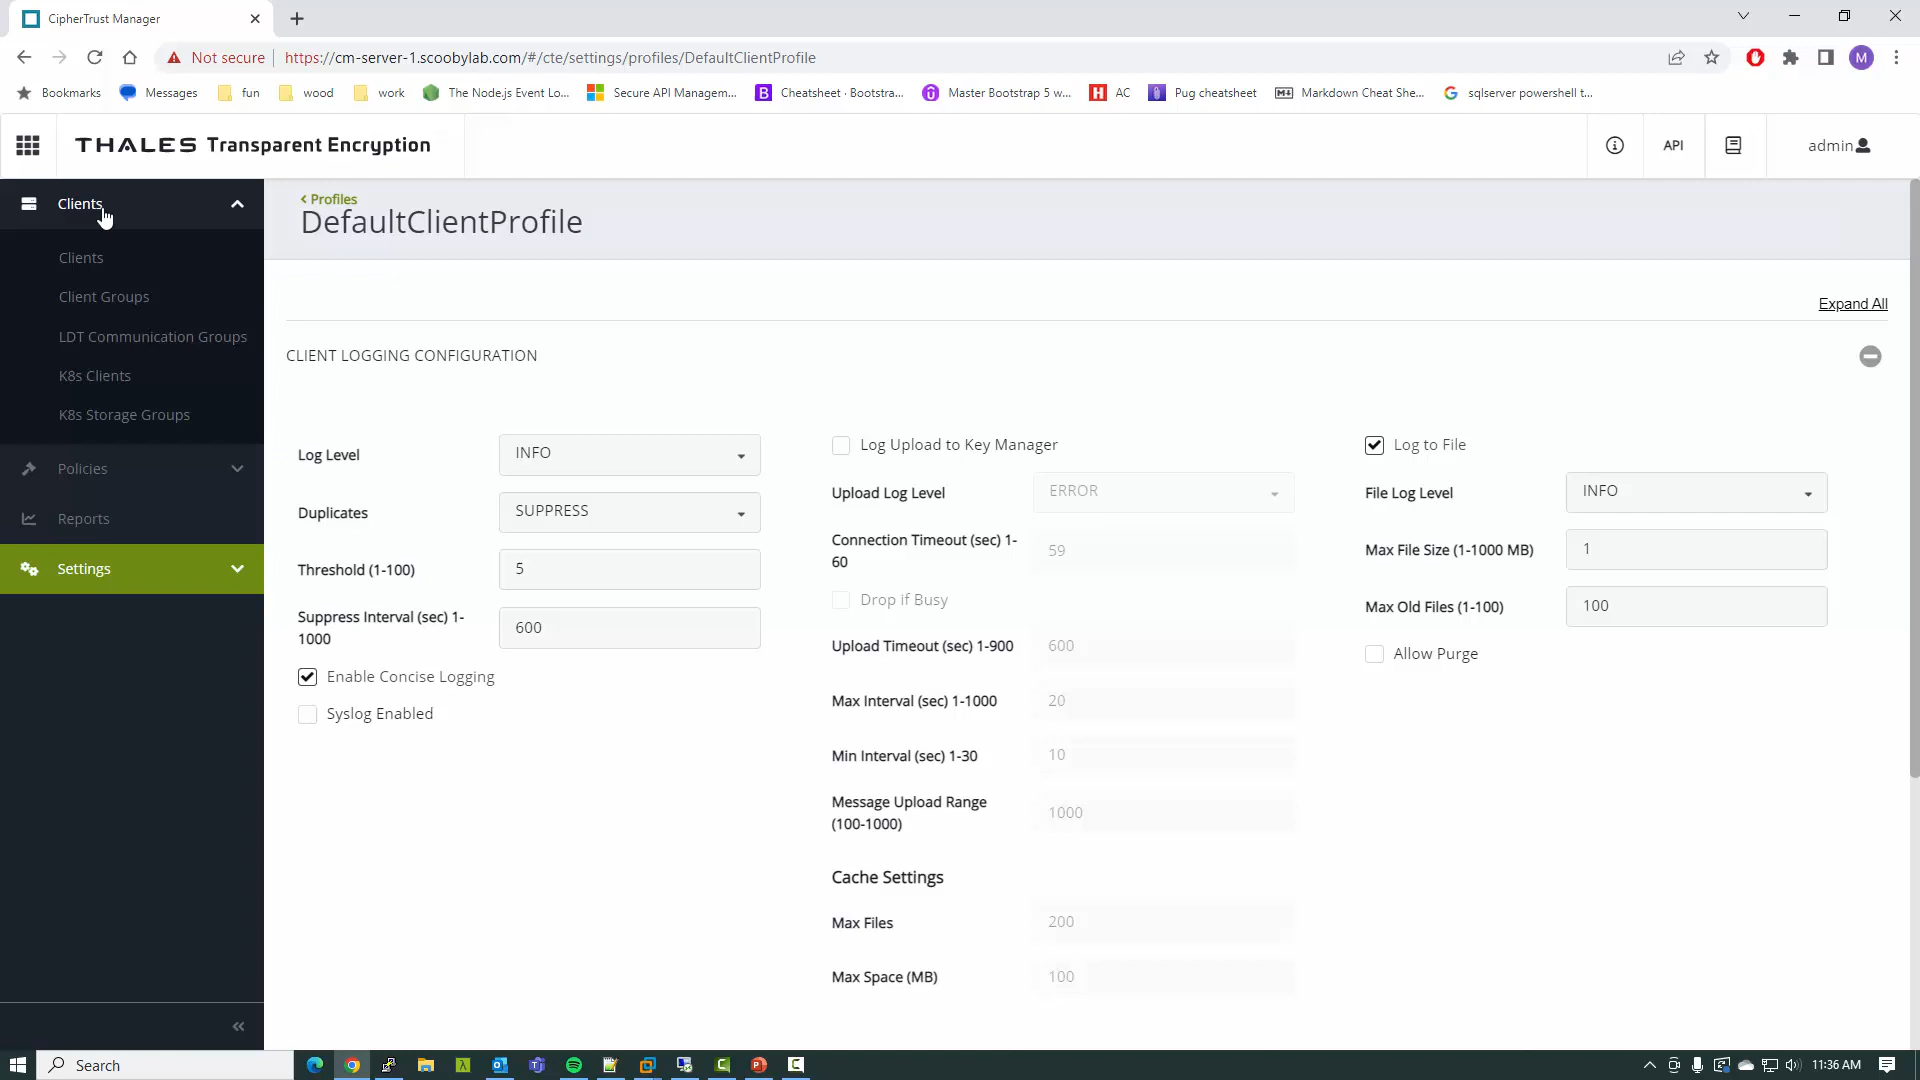 CipherTrust Manager
Not secure
https://cm-server-1.scoobylab.com/#/cte/settings/profiles/DefaultClientProfile
M
Bookmarks Messages fun wood work The Node.js Event Lo... Secure API Managem... Cheatsheet · Bootstra... Master Bootstrap 5 w... AC Pug cheatsheet Markdown Cheat She... sqlserver powershell t...
THALES Transparent Encryption
API
admin
Clients
Clients
Client Groups
LDT Communication Groups
K8s Clients
K8s Storage Groups
Policies
Reports
Settings
Profiles
DefaultClientProfile
Expand All
CLIENT LOGGING CONFIGURATION
Log Level INFO
Duplicates SUPPRESS
Threshold (1-100) 5
Suppress Interval (sec) 1-
1000
600
Enable Concise Logging
Syslog Enabled
Log Upload to Key Manager
Upload Log Level ERROR
Connection Timeout (sec) 1-
60
59
Drop if Busy
Upload Timeout (sec) 1-900 600
Max Interval (sec) 1-1000 20
Min Interval (sec) 1-30 10
Message Upload Range
(100-1000)
1000
Cache Settings
Max Files 200
Max Space (MB) 100
Log to File
File Log Level INFO
Max File Size (1-1000 MB) 1
Max Old Files (1-100) 100
Allow Purge
Search
11:36 AM